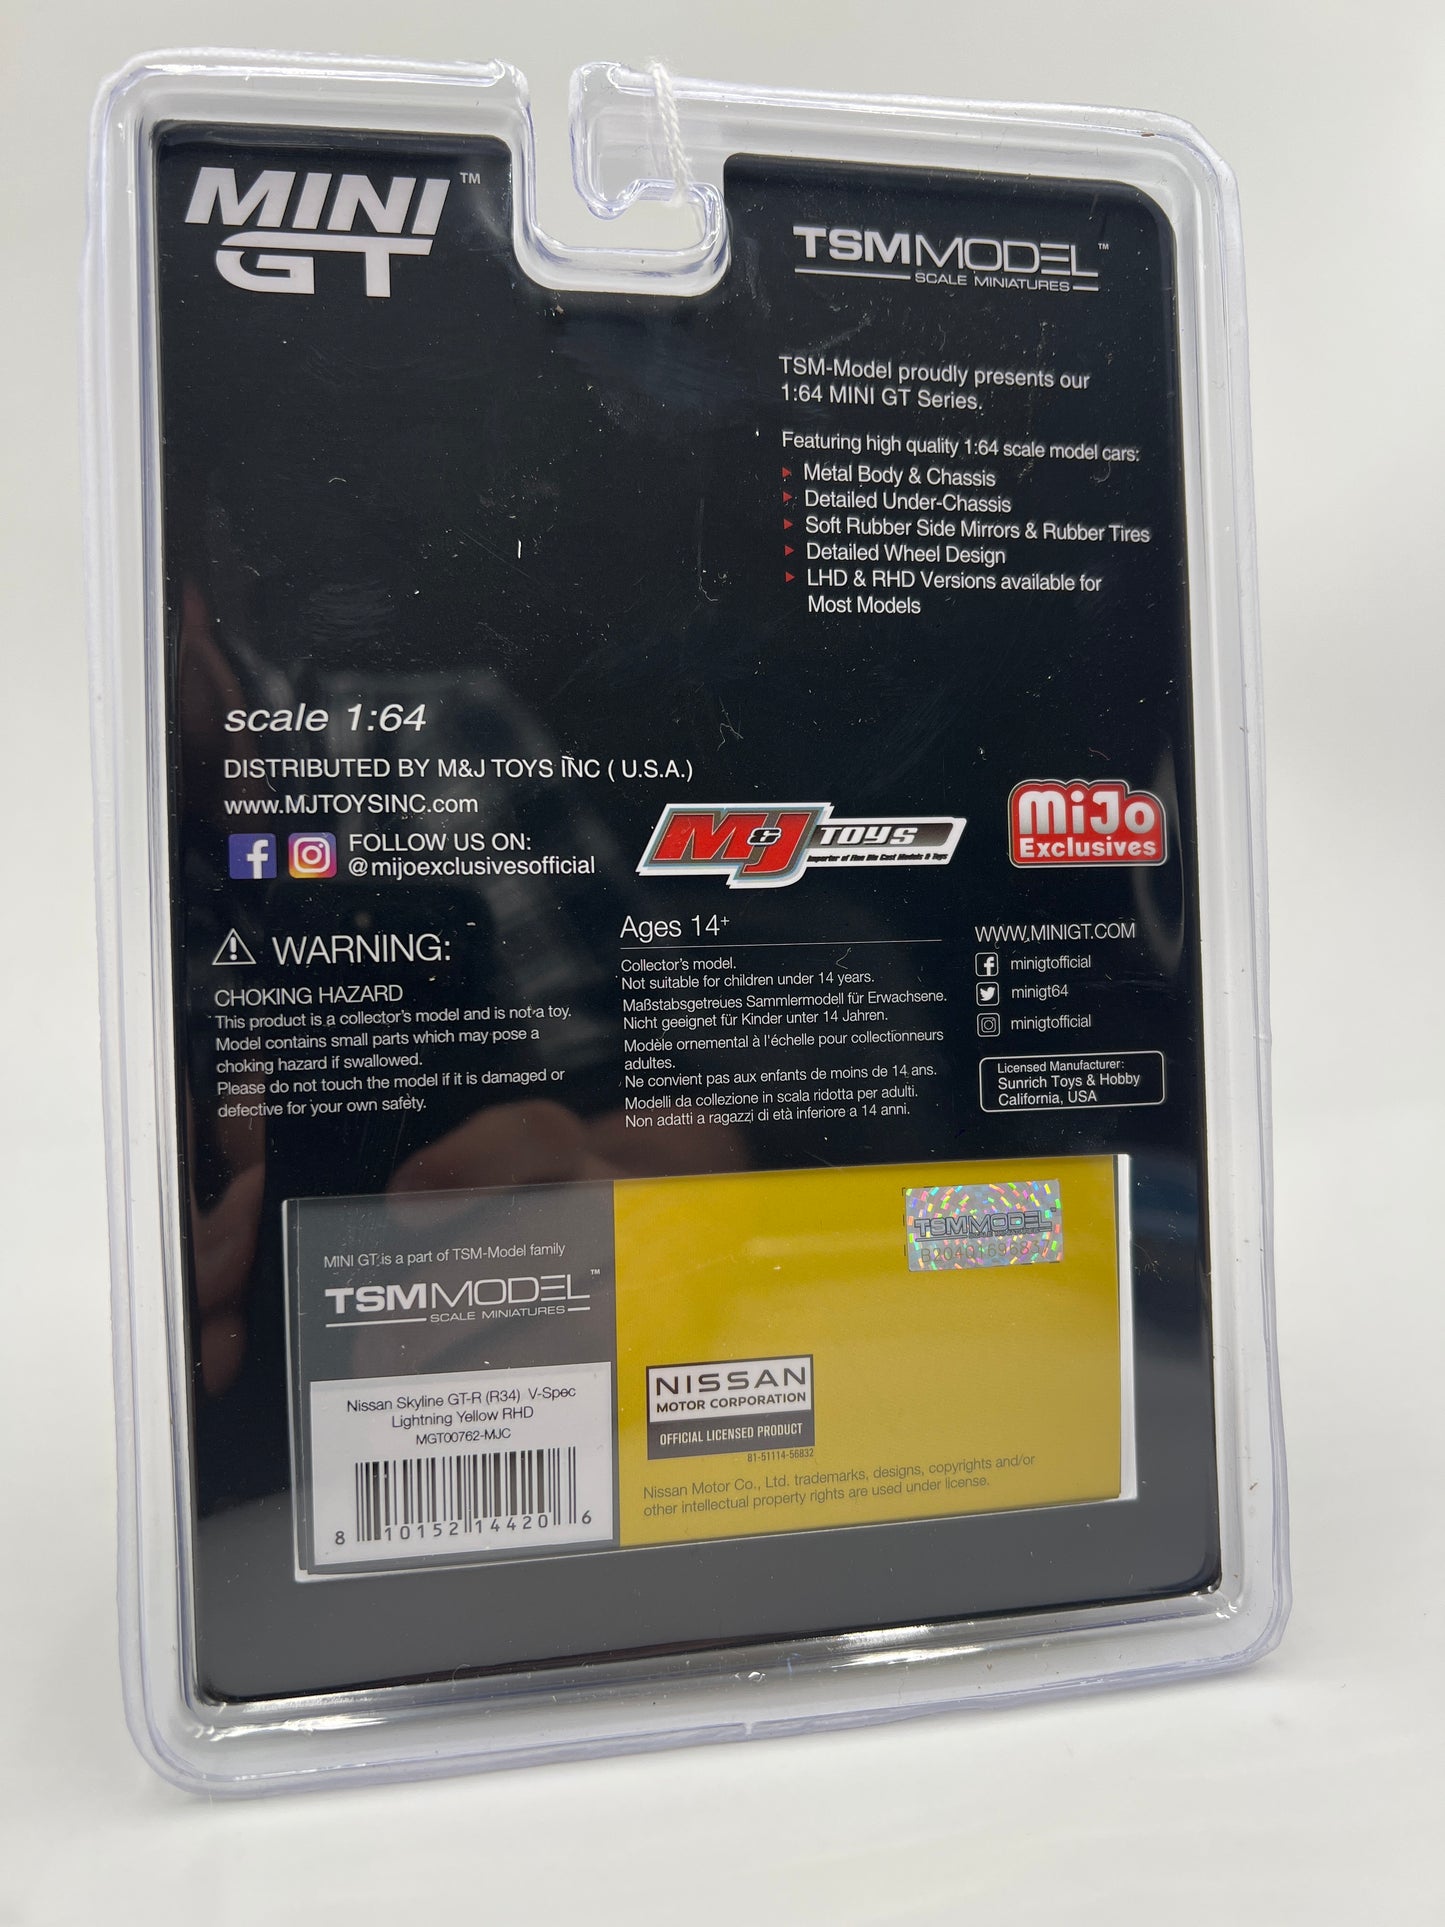 MINI GT™
TSMMODEL™
SCALE MINIATURES
TSM-Model proudly presents our
1:64 MINI GT Series.
Featuring high quality 1:64 scale model cars:
Metal Body & Chassis
Detailed Under-Chassis
Soft Rubber Side Mirrors & Rubber Tires
Detailed Wheel Design
LHD & RHD Versions available for
Most Models
scale 1:64
DISTRIBUTED BY M&J TOYS INC ( U.S.A.)
www.MJTOYSINC.com
FOLLOW US ON:
@mijoexclusivesofficial
M&J TOYS
Importer of Fine Die Cast Models & Toys
MiJo
Exclusives
WARNING:
CHOKING HAZARD
This product is a collector's model and is not a toy.
Model contains small parts which may pose a
choking hazard if swallowed.
Please do not touch the model if it is damaged or
defective for your own safety.
Ages 14+
Collector's model.
Not suitable for children under 14 years.
Maßstabsgetreues Sammlermodell für Erwachsene.
Nicht geeignet für Kinder unter 14 Jahren.
Modèle ornemental à l'échelle pour collectionneurs
adultes.
Ne convient pas aux enfants de moins de 14 ans.
Modelli da collezione in scala ridotta per adulti.
Non adatti a ragazzi di età inferiore a 14 anni.
WWW.MINIGT.COM
minigtofficial
minigt64
minigtofficial
Licensed Manufacturer:
Sunrich Toys & Hobby
California, USA
MINI GT is a part of TSM-Model family
TSMMODEL™
SCALE MINIATURES
Nissan Skyline GT-R (R34) V-Spec
Lightning Yellow RHD
MGT00762-MJC
8 10152 14420 6
TSMMODEL
NISSAN
MOTOR CORPORATION
OFFICIAL LICENSED PRODUCT
81-51114-56832
Nissan Motor Co., Ltd. trademarks, designs, copyrights and/or
other intellectual property rights are used under license.